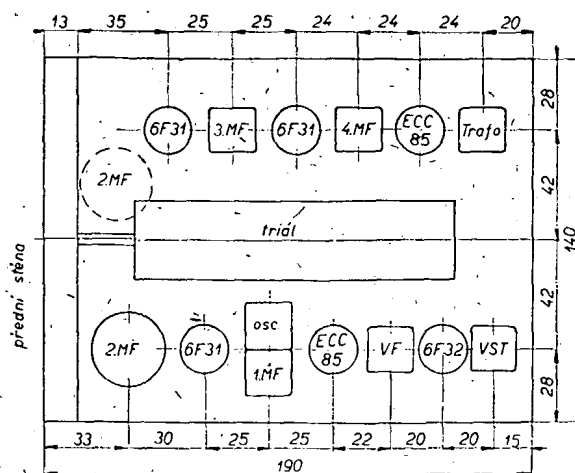 13 35 25 25 24 24 24 20
6F31 3.MF 6F31 4.MF ECC 85 Trafo
28
2.MF
42
triál
140
přední stěna
42
2.MF 6F31 osc. 1.MF ECC 85 VF 6F32 VST
28
33 30 25 25 22 20 20 15
190